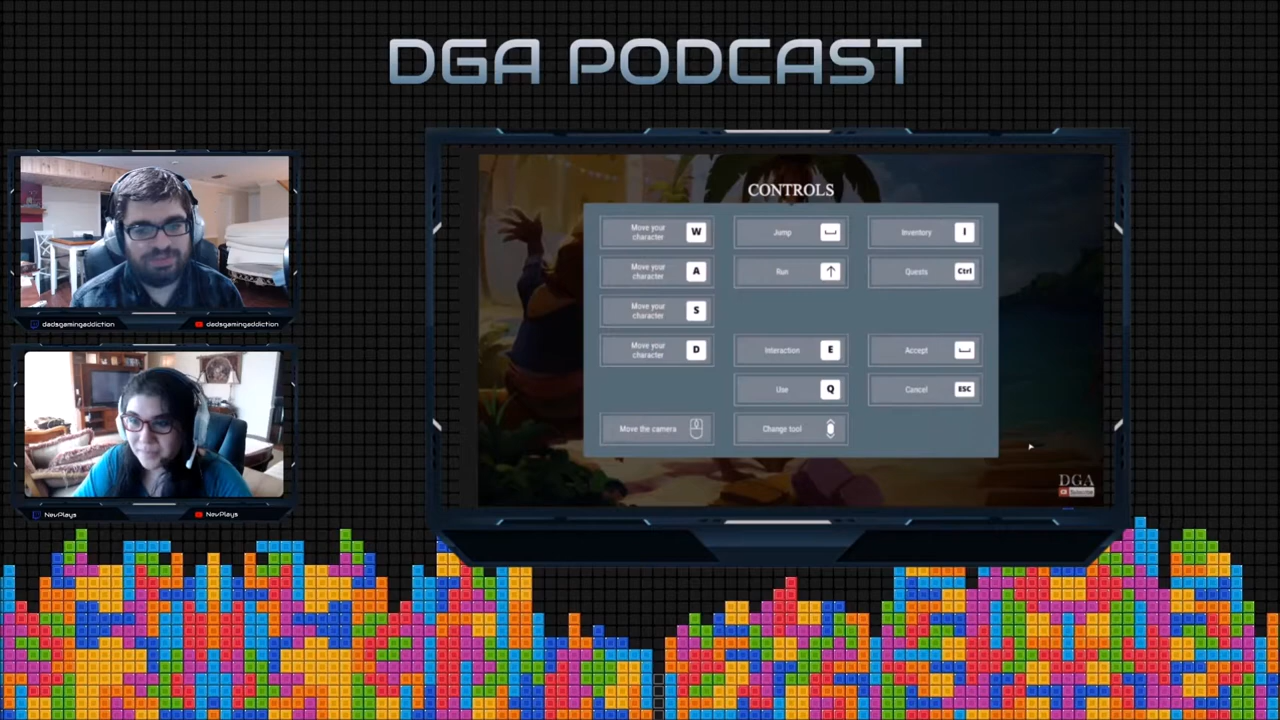 DGA PODCAST
CONTROLS
Move your
character
W
Jump
Inventory
I
Move your
character
A
Run
Quests
Ctrl
Move your
character
S
Move your
character
D
Interaction
E
Accept
Use
Q
Cancel
ESC
Move the camera
Change tool
DGA
Subscribe
dadsgamingaddiction
dadsgamingaddiction
NevPlays
NevPlays